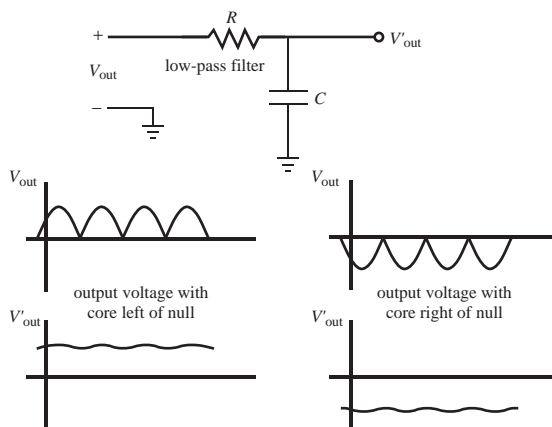 R
+
V'out
low-pass filter
Vout
C
–
Vout
Vout
output voltage with
core left of null
output voltage with
core right of null
V'out
V'out